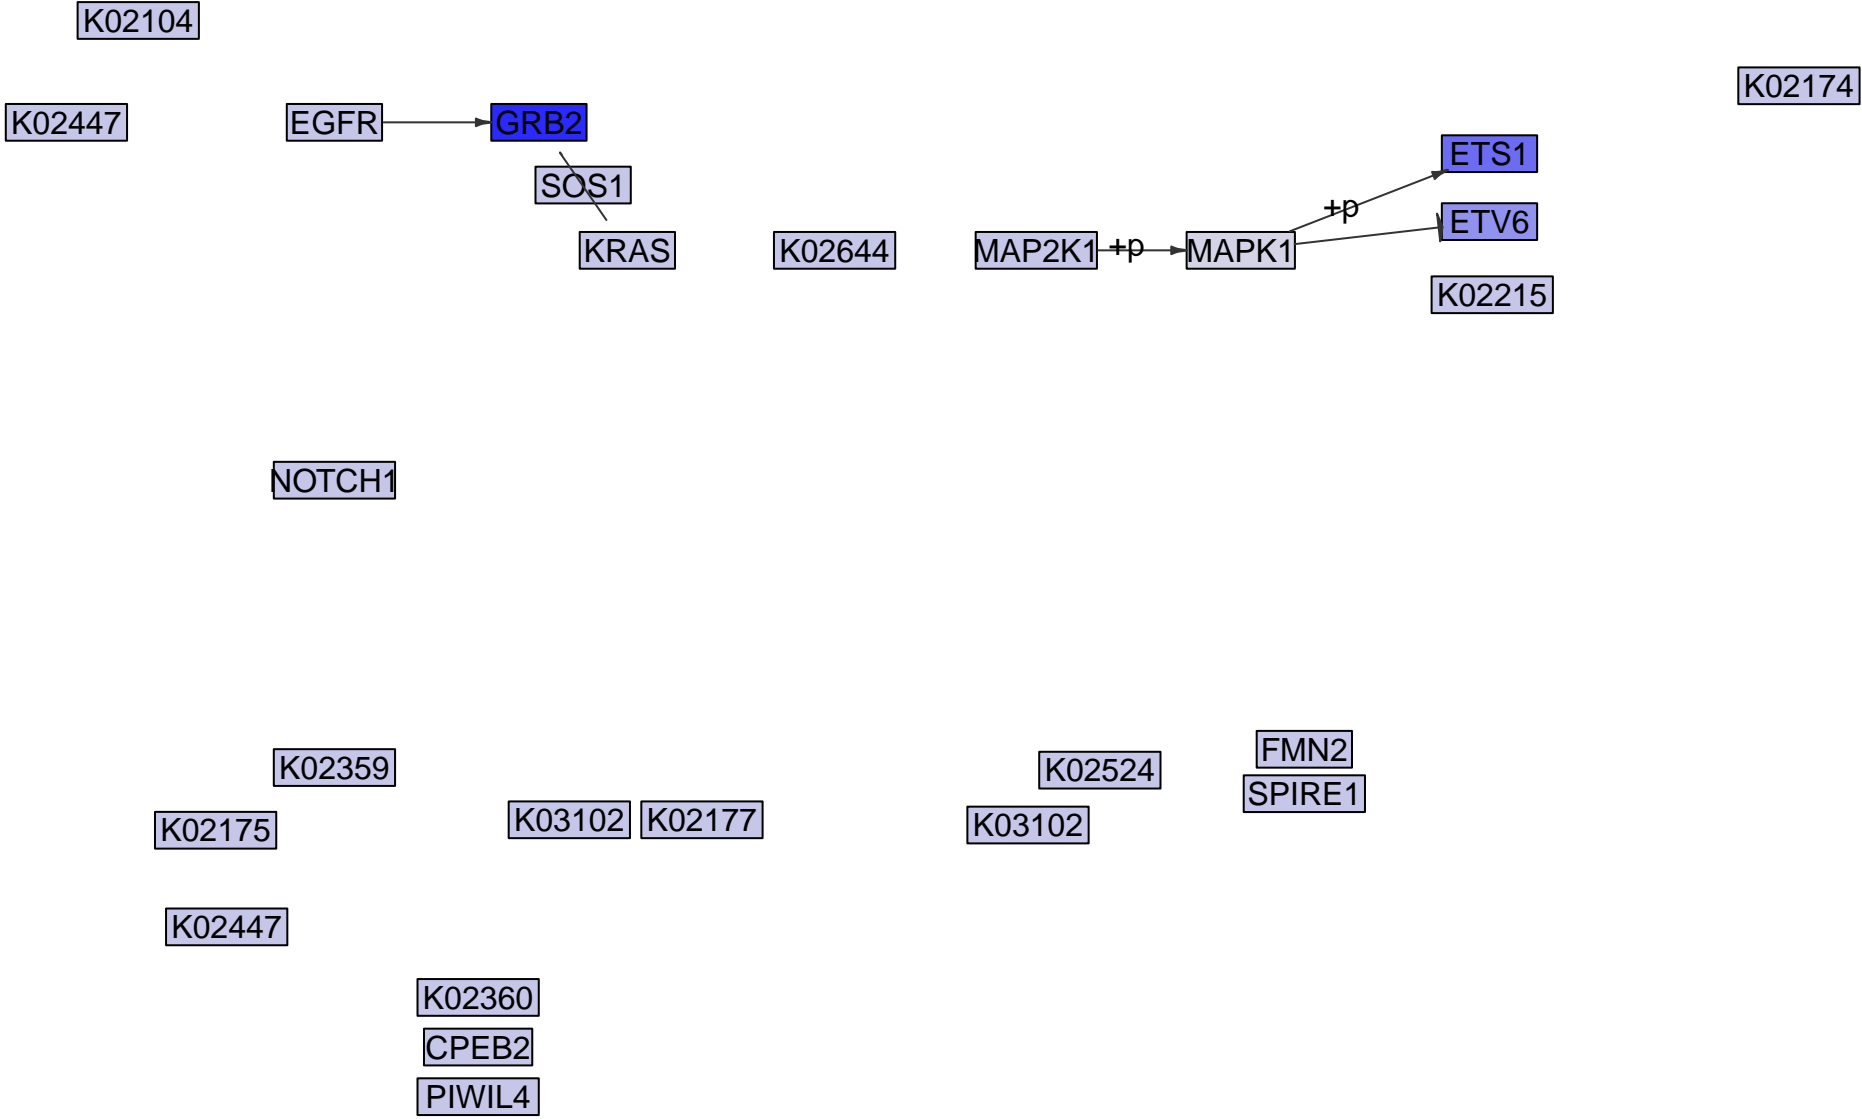 K02104
K02174
K02447
EGFR
GRB2
ETS1
SOS1
+p
ETV6
KRAS
K02644
MAP2K1
+p
MAPK1
K02215
NOTCH1
FMN2
K02359
K02524
SPIRE1
K02175
K03102
K02177
K03102
K02447
K02360
CPEB2
PIWIL4